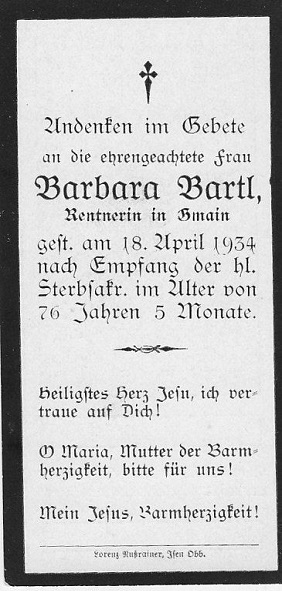 Andenken im Gebete
an die ehrengeachtete Frau
Barbara Bartl,
Rentnerin in Gmain
gest. am 18. April 1934
nach Empfang der hl.
Sterbsakr. im Alter von
76 Jahren 5 Monate.
Heiligstes Herz Jesu, ich ver-
traue auf Dich!
O Maria, Mutter der Barm-
herzigkeit, bitte für uns!
Mein Jesus, Barmherzigkeit!
Lorenz Nußrainer, Isen Obb.